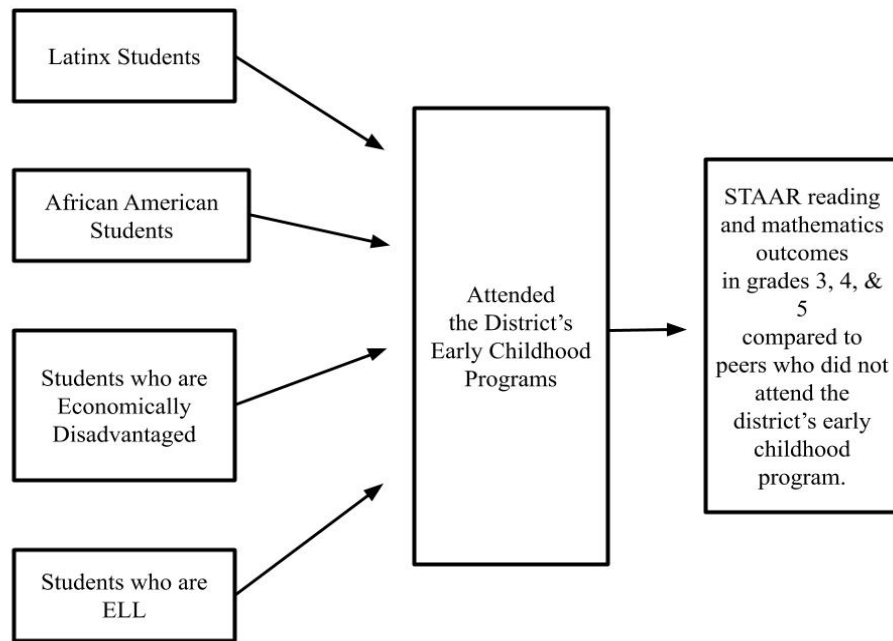 Latinx Students
African American
Students
Students who are
Economically
Disadvantaged
Students who are
ELL
Attended
the District’s
Early Childhood
Programs
STAAR reading
and mathematics
outcomes
in grades 3, 4, &
5
compared to
peers who did not
attend the
district’s early
childhood
program.